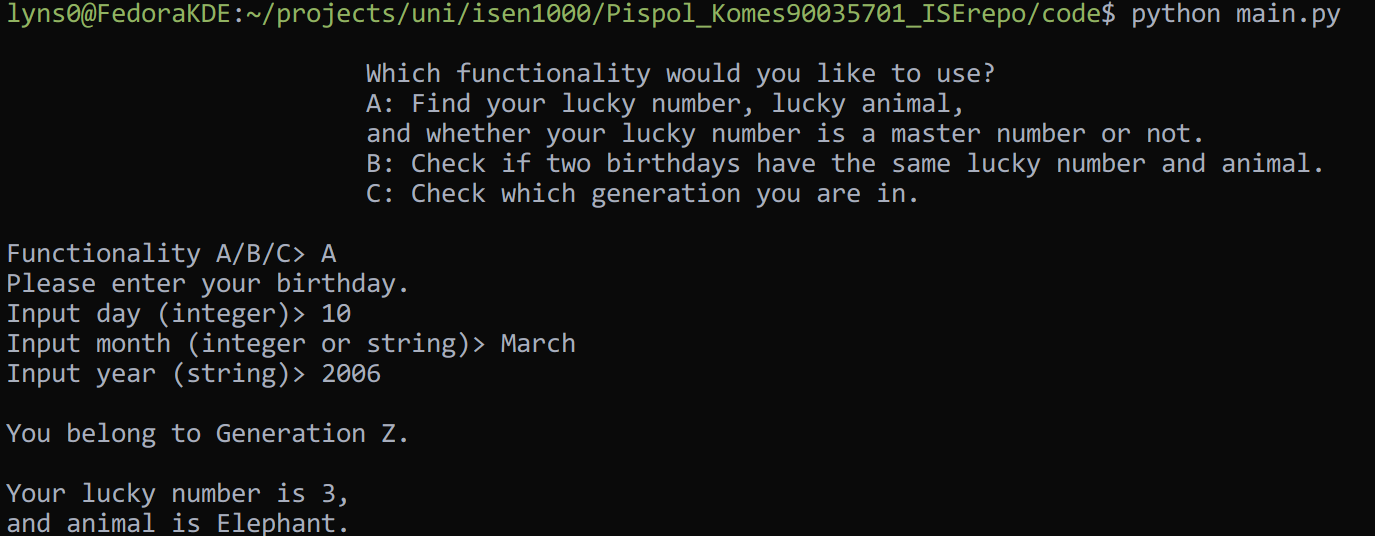 lyns0@FedoraKDE:~/projects/uni/isen1000/Pispol_Komes90035701_ISErepo/code$ python main.py
Which functionality would you like to use?
A: Find your lucky number, lucky animal,
and whether your lucky number is a master number or not.
B: Check if two birthdays have the same lucky number and animal.
C: Check which generation you are in.
Functionality A/B/C> A
Please enter your birthday.
Input day (integer)> 10
Input month (integer or string)> March
Input year (string)> 2006
You belong to Generation Z.
Your lucky number is 3,
and animal is Elephant.